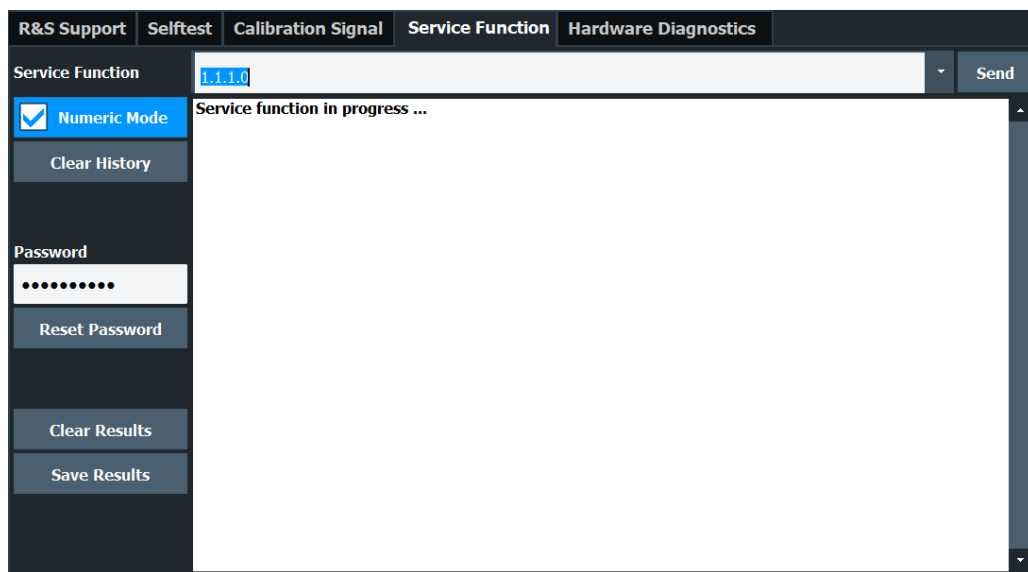 R&S Support Selftest Calibration Signal Service Function Hardware Diagnostics
Service Function 1.1.1.0 Send
Numeric Mode
Service function in progress ...
Clear History
Password
••••••••••
Reset Password
Clear Results
Save Results